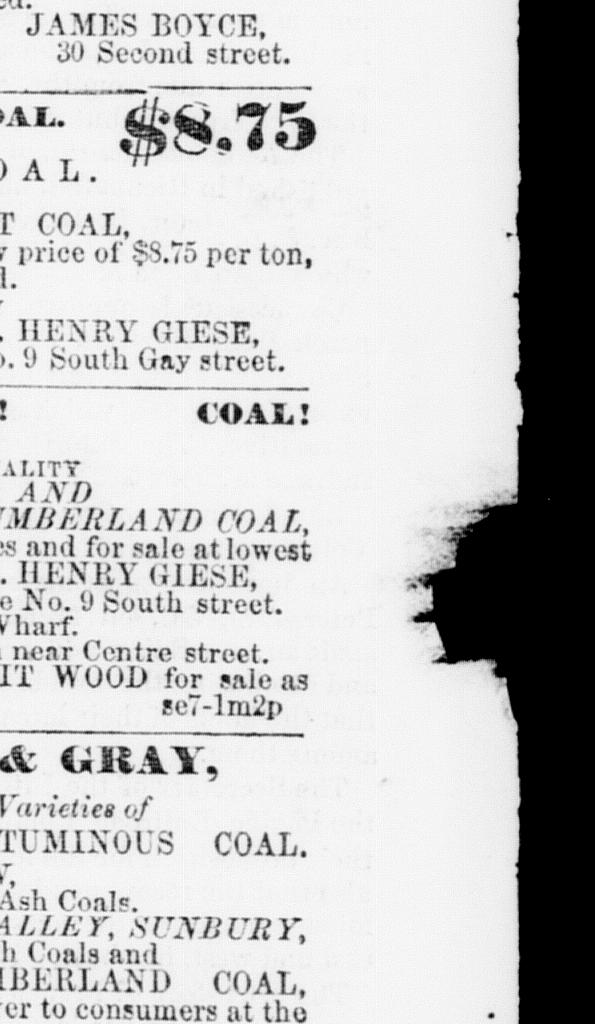 ed.
JAMES BOYCE,
30 Second street.
OAL. $8.75
O A L.
T COAL,
w price of $8.75 per ton,
d.
. HENRY GIESE,
o. 9 South Gay street.
! COAL!
ALITY
AND
UMBERLAND COAL,
es and for sale at lowest
. HENRY GIESE,
e No. 9 South street.
Wharf.
n near Centre street.
IT WOOD for sale as
se7-1m2p
& GRAY,
Varieties of
TUMINOUS COAL.
Ash Coals.
ALLEY, SUNBURY,
h Coals and
MBERLAND COAL,
ver to consumers at the